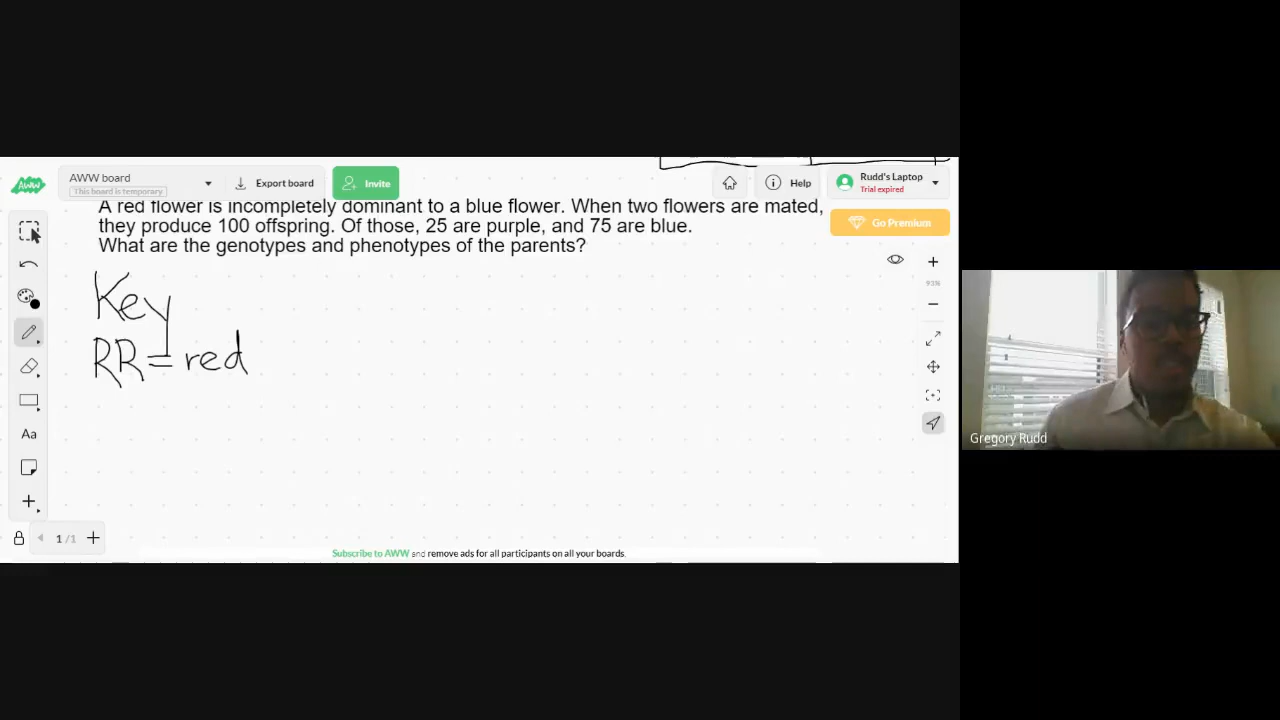 AWW
AWW board
This board is temporary
Export board
Invite
Help
Rudd's Laptop
Trial expired
Go Premium
A red flower is incompletely dominant to a blue flower. When two flowers are mated,
they produce 100 offspring. Of those, 25 are purple, and 75 are blue.
What are the genotypes and phenotypes of the parents?
93%
Key
RR = red
Aa
1 / 1
Subscribe to AWW and remove ads for all participants on all your boards.
Gregory Rudd